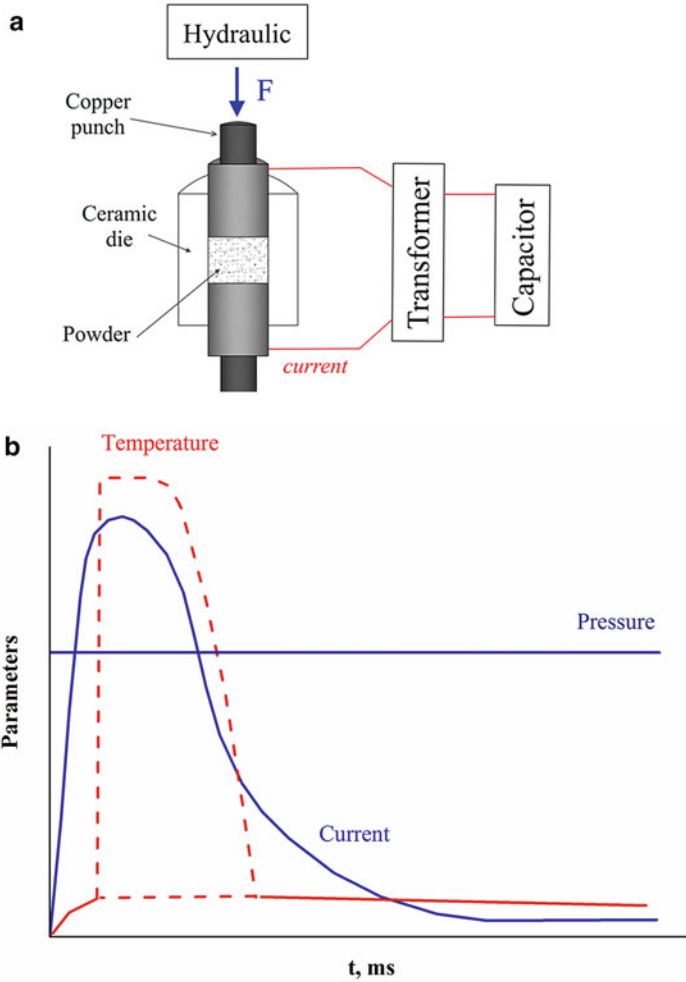 a
Hydraulic
F
Copper
punch
Ceramic
die
Powder
current
Transformer
Capacitor
b
Temperature
Pressure
Current
Parameters
t, ms